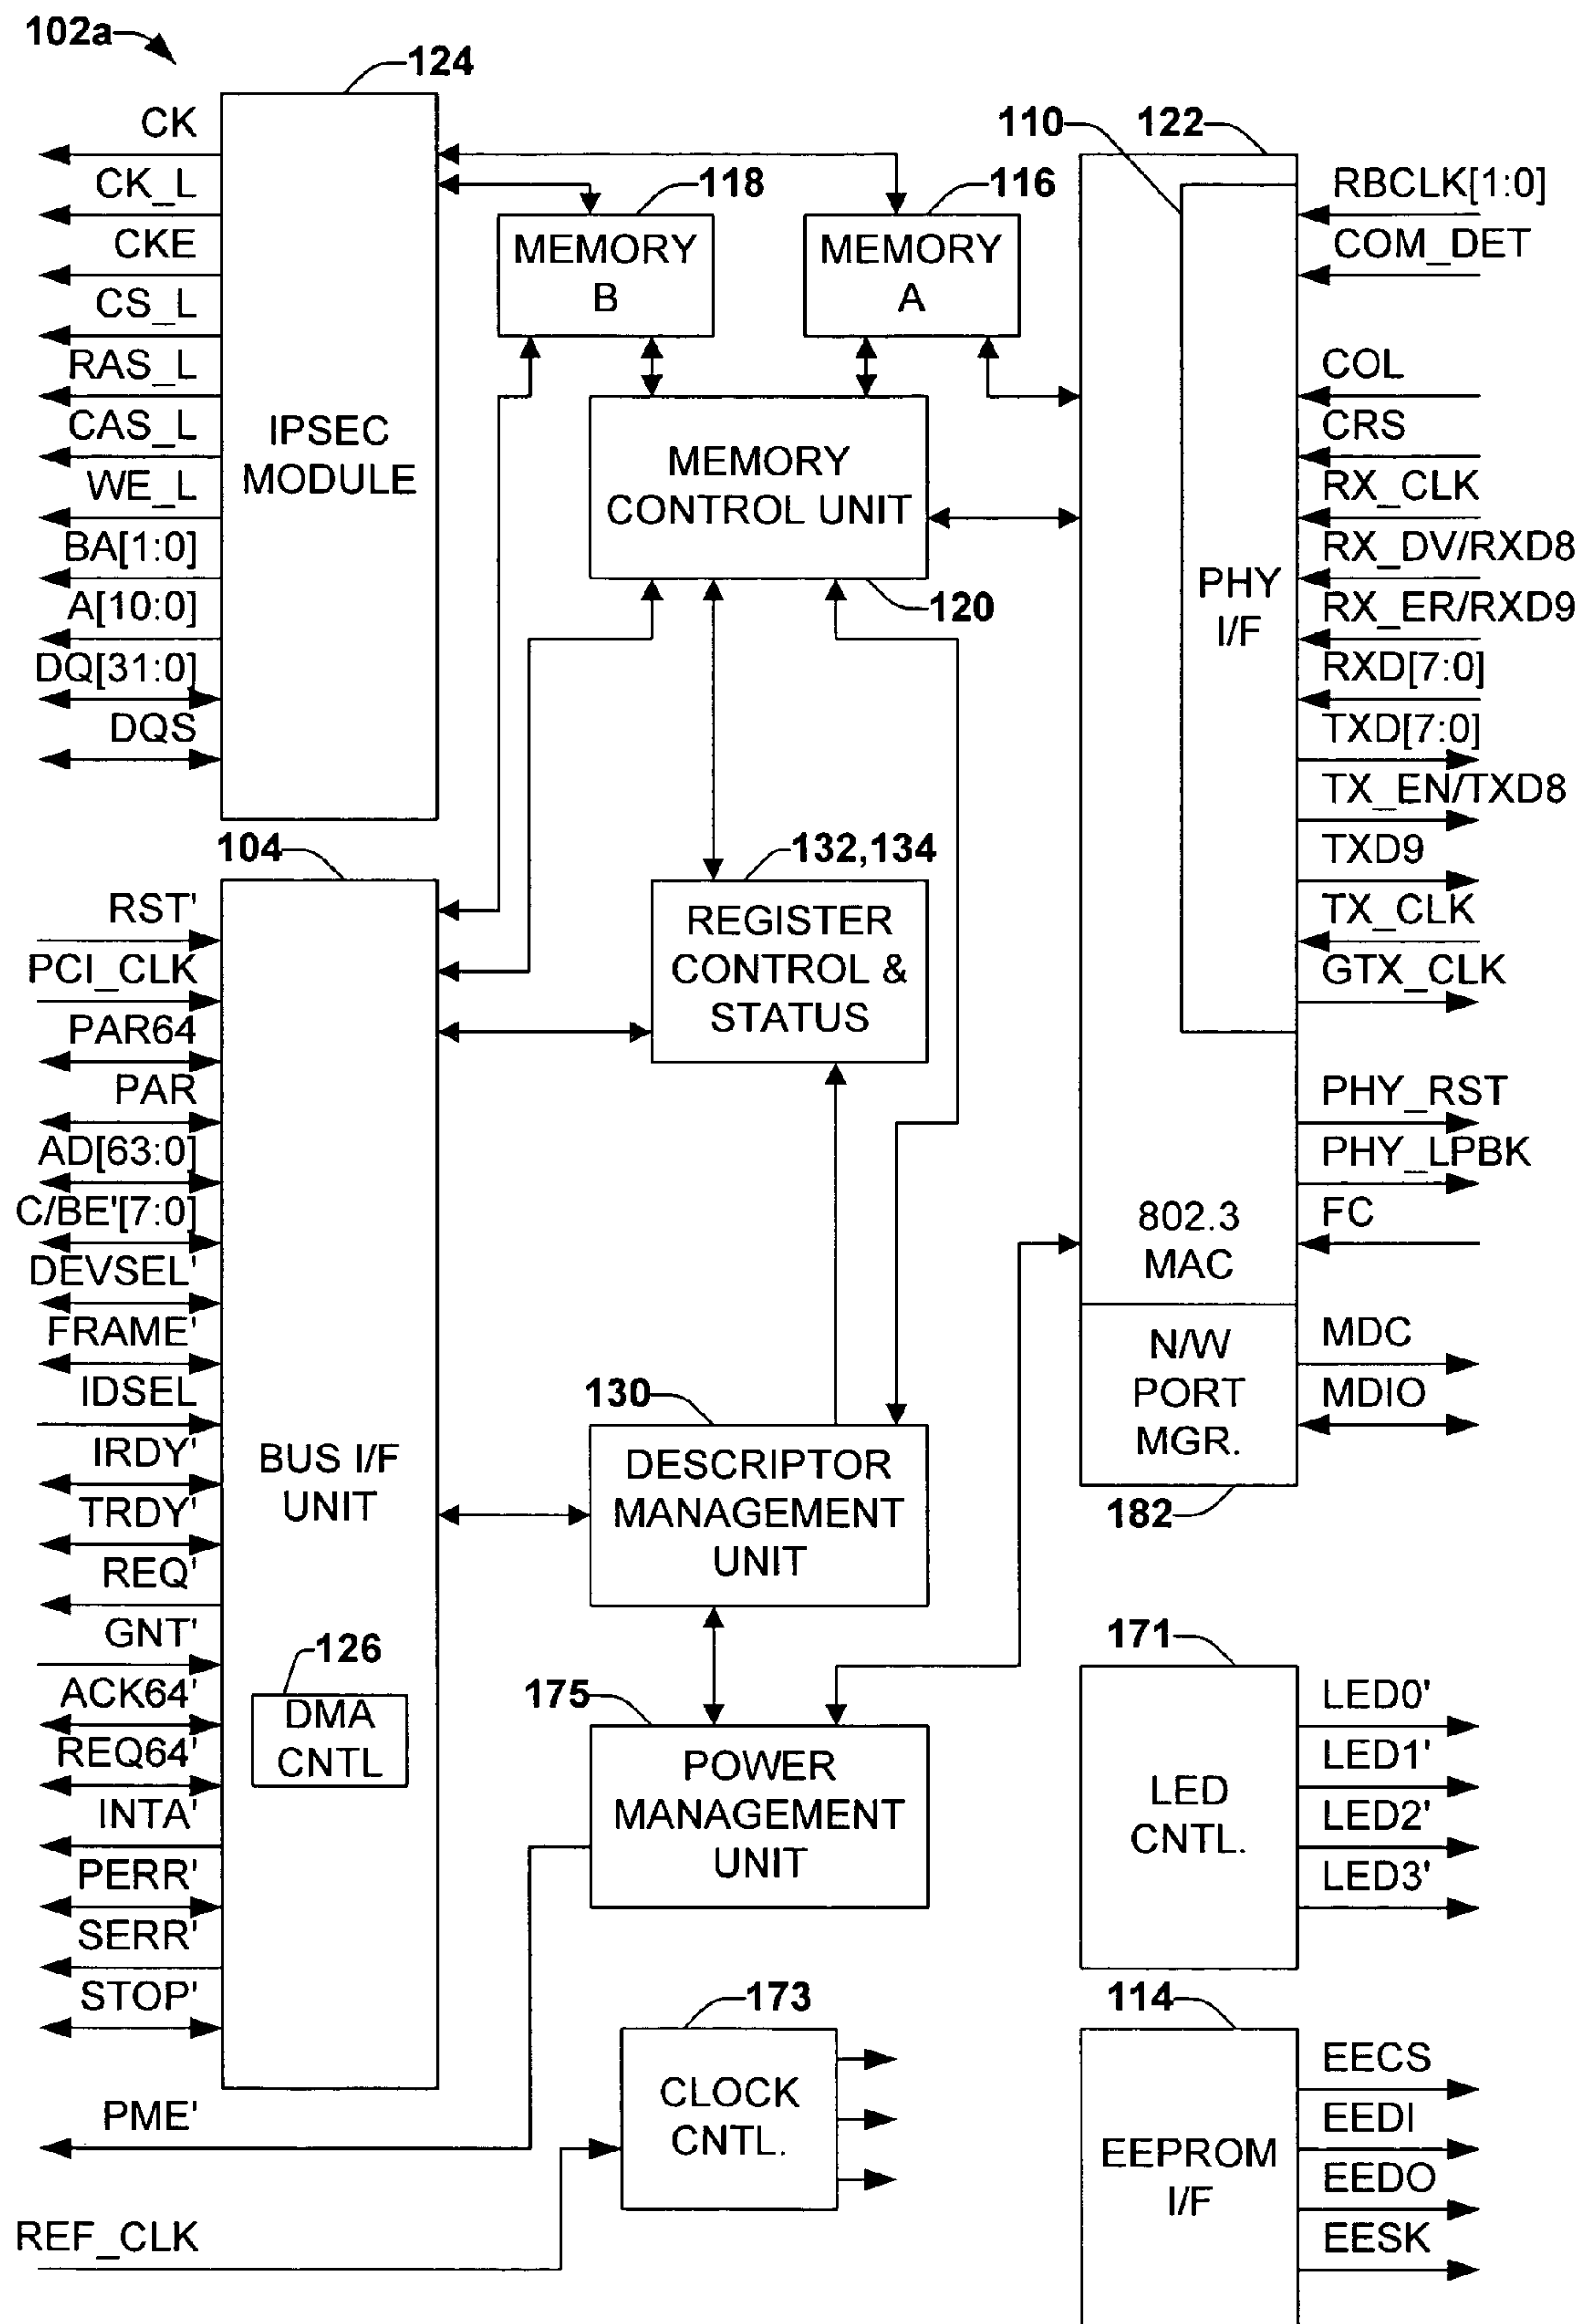 102a
124
CK
CK_L
CKE
CS_L
RAS_L
CAS_L
WE_L
BA[1:0]
A[10:0]
DQ[31:0]
DQS
IPSEC
MODULE
118
MEMORY
B
116
MEMORY
A
MEMORY
CONTROL UNIT
120
110
122
PHY
I/F
RBCLK[1:0]
COM_DET
COL
CRS
RX_CLK
RX_DV/RXD8
RX_ER/RXD9
RXD[7:0]
TXD[7:0]
TX_EN/TXD8
TXD9
TX_CLK
GTX_CLK
PHY_RST
PHY_LPBK
FC
802.3
MAC
N/W
PORT
MGR.
MDC
MDIO
182
104
RST'
PCI_CLK
PAR64
PAR
AD[63:0]
C/BE'[7:0]
DEVSEL'
FRAME'
IDSEL
IRDY'
TRDY'
REQ'
GNT'
ACK64'
REQ64'
INTA'
PERR'
SERR'
STOP'
BUS I/F
UNIT
126
DMA
CNTL
132,134
REGISTER
CONTROL &
STATUS
130
DESCRIPTOR
MANAGEMENT
UNIT
175
POWER
MANAGEMENT
UNIT
171
LED
CNTL.
LED0'
LED1'
LED2'
LED3'
PME'
REF_CLK
173
CLOCK
CNTL.
114
EEPROM
I/F
EECS
EEDI
EEDO
EESK